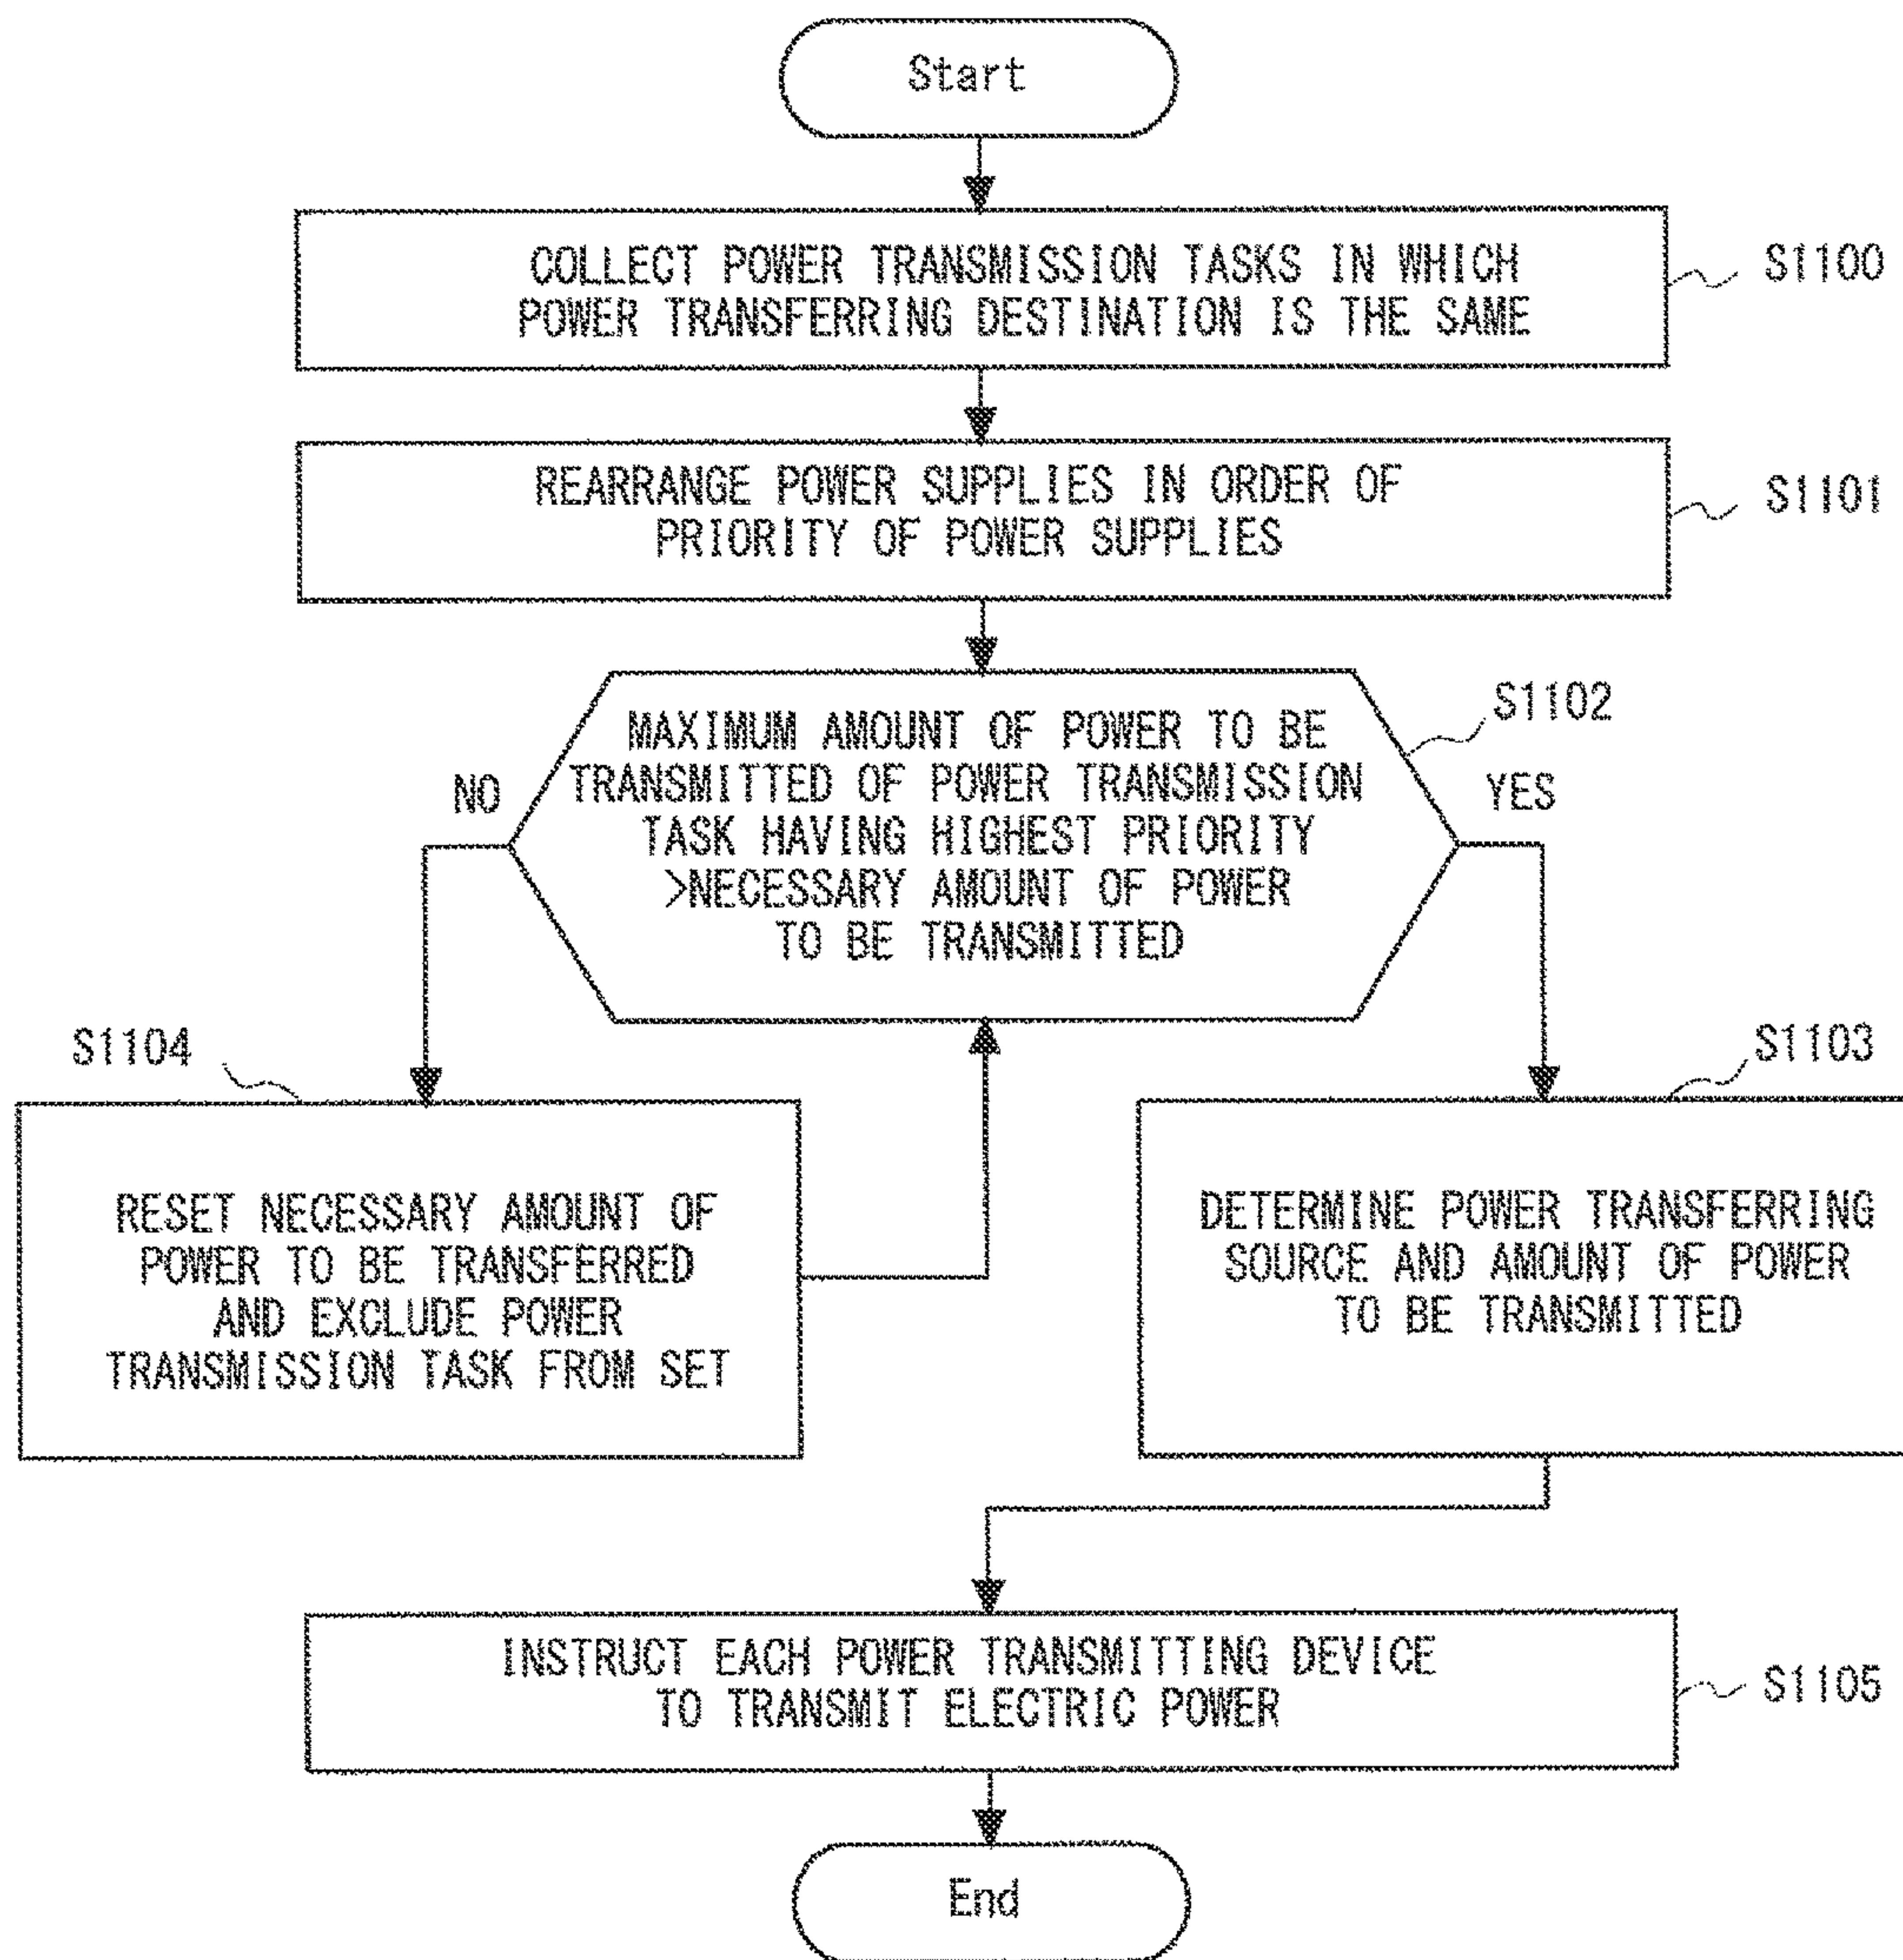 Start
COLLECT POWER TRANSMISSION TASKS IN WHICH
POWER TRANSFERRING DESTINATION IS THE SAME
S1100
REARRANGE POWER SUPPLIES IN ORDER OF
PRIORITY OF POWER SUPPLIES
S1101
MAXIMUM AMOUNT OF POWER TO BE
TRANSMITTED OF POWER TRANSMISSION
TASK HAVING HIGHEST PRIORITY
>NECESSARY AMOUNT OF POWER
TO BE TRANSMITTED
S1102
NO
YES
S1104
RESET NECESSARY AMOUNT OF
POWER TO BE TRANSFERRED
AND EXCLUDE POWER
TRANSMISSION TASK FROM SET
S1103
DETERMINE POWER TRANSFERRING
SOURCE AND AMOUNT OF POWER
TO BE TRANSMITTED
INSTRUCT EACH POWER TRANSMITTING DEVICE
TO TRANSMIT ELECTRIC POWER
S1105
End